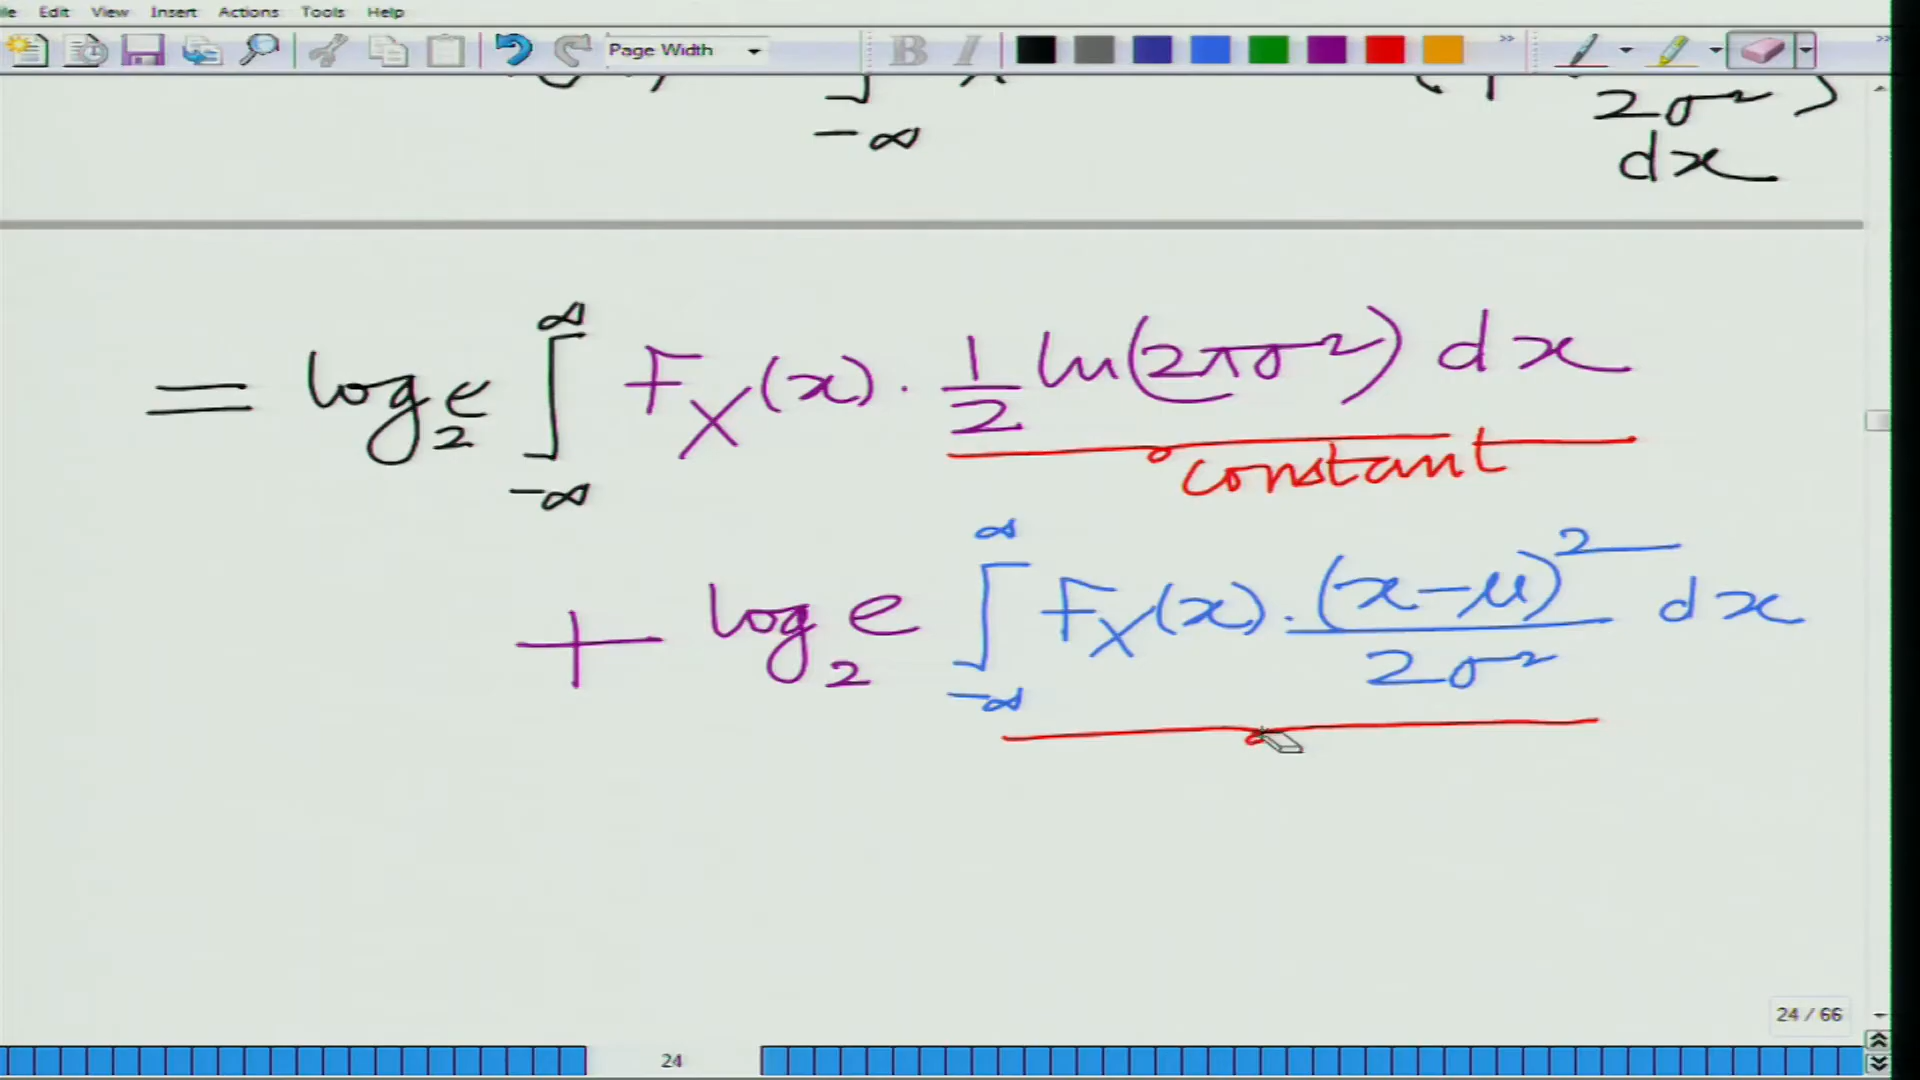 Edit View Insert Actions Tools Help
Page Width
-∞
2σ²)
dx
= log₂e ∫_{-∞}^{∞} F_X(x) · 1/2 ln(2πσ²) dx
constant
+ log₂e ∫_{-∞}^{∞} F_X(x) · (x-μ)²/2σ² dx
24 / 66
24